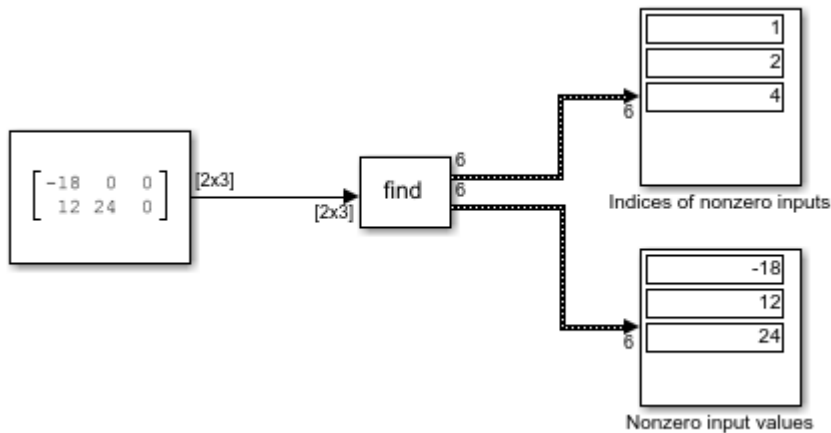 -18 0 0
12 24 0
[2x3]
[2x3]
find
6
6
6
1
2
4
Indices of nonzero inputs
6
-18
12
24
Nonzero input values